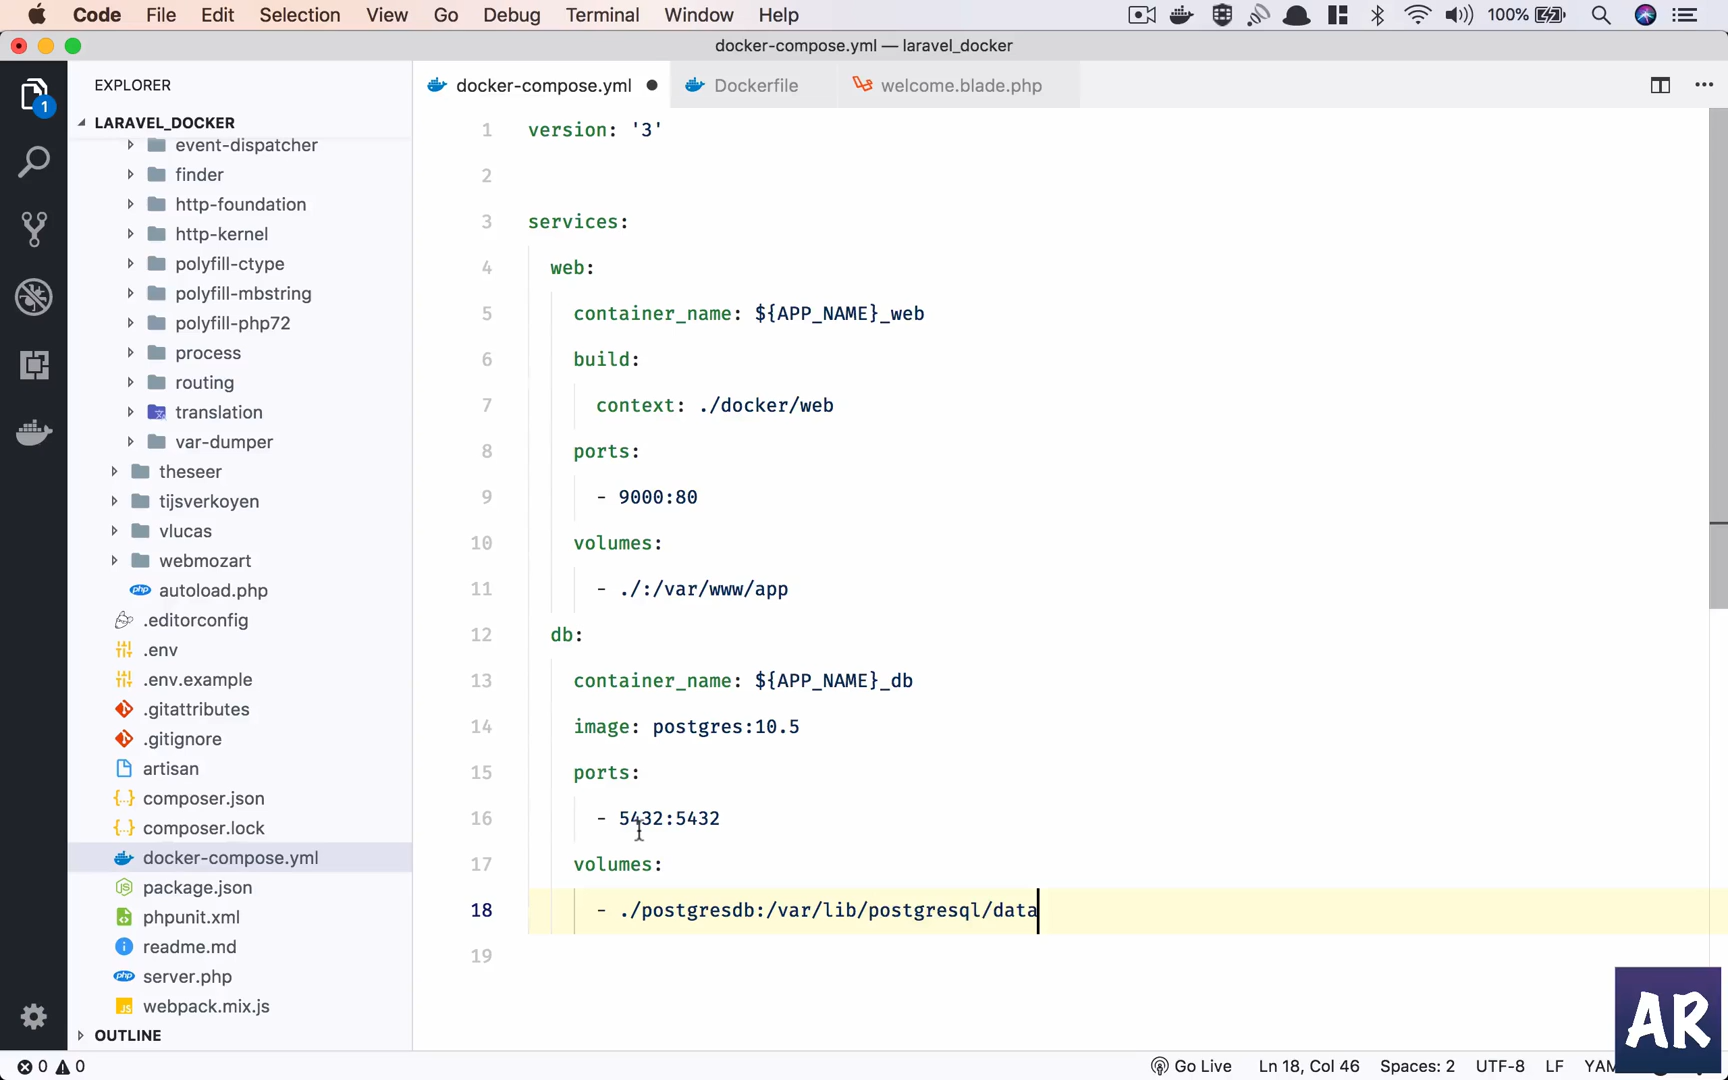 Code File Edit Selection View Go Debug Terminal Window Help 100%
docker-compose.yml — laravel_docker
EXPLORER
docker-compose.yml Dockerfile welcome.blade.php
1
LARAVEL_DOCKER
event-dispatcher
finder
http-foundation
http-kernel
polyfill-ctype
polyfill-mbstring
polyfill-php72
process
routing
translation
var-dumper
theseer
tijsverkoyen
vlucas
webmozart
php autoload.php
.editorconfig
.env
.env.example
.gitattributes
.gitignore
artisan
{..} composer.json
{..} composer.lock
docker-compose.yml
package.json
phpunit.xml
readme.md
php server.php
JS webpack.mix.js
OUTLINE
1 version: '3'
2
3 services:
4 web:
5 container_name: ${APP_NAME}_web
6 build:
7 context: ./docker/web
8 ports:
9 - 9000:80
10 volumes:
11 - ./:/var/www/app
12 db:
13 container_name: ${APP_NAME}_db
14 image: postgres:10.5
15 ports:
16 - 5432:5432
17 volumes:
18 - ./postgresdb:/var/lib/postgresql/data
19
AR
0 0 Go Live Ln 18, Col 46 Spaces: 2 UTF-8 LF